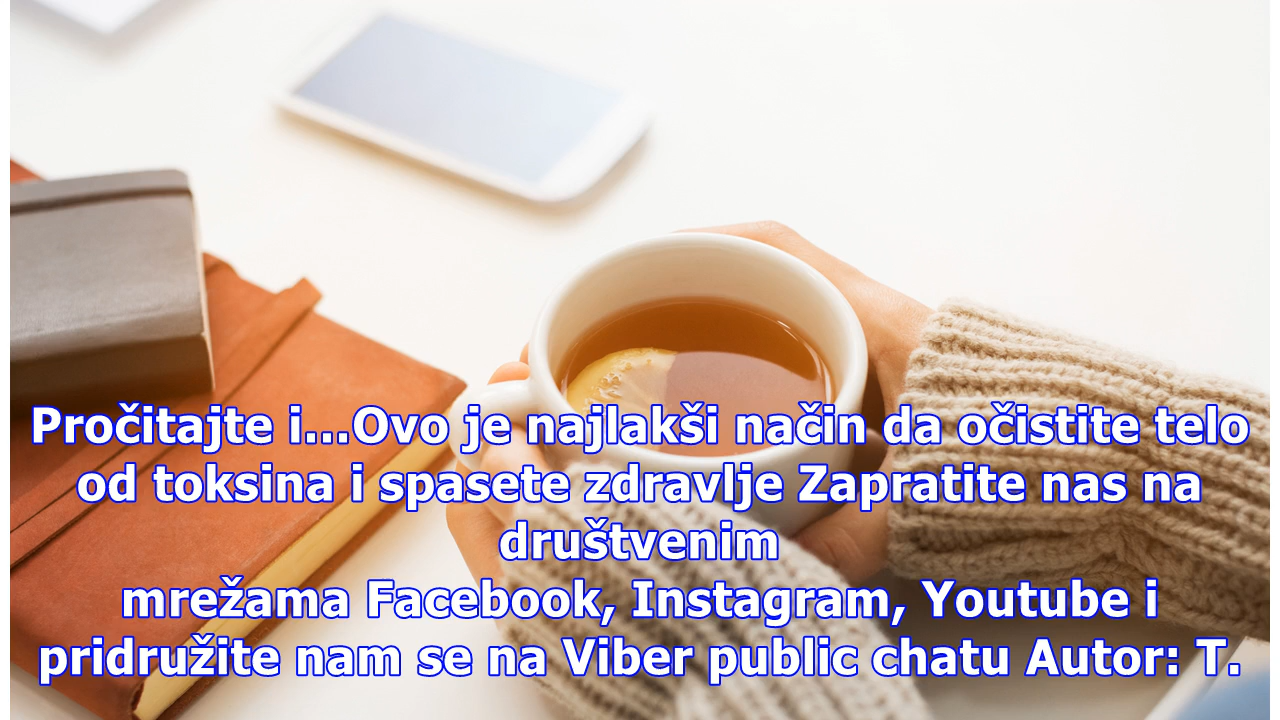 Pročitajte i...Ovo je najlakši način da očistite telo
od toksina i spasete zdravlje Zapratite nas na
društvenim
mrežama Facebook, Instagram, Youtube i
pridružite nam se na Viber public chatu Autor: T.